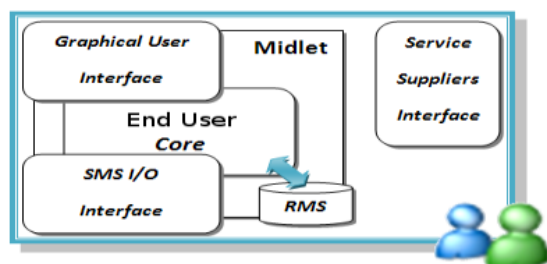 Graphical User
Interface
Midlet
Service
Suppliers
Interface
End User
Core
SMS I/O
Interface
RMS